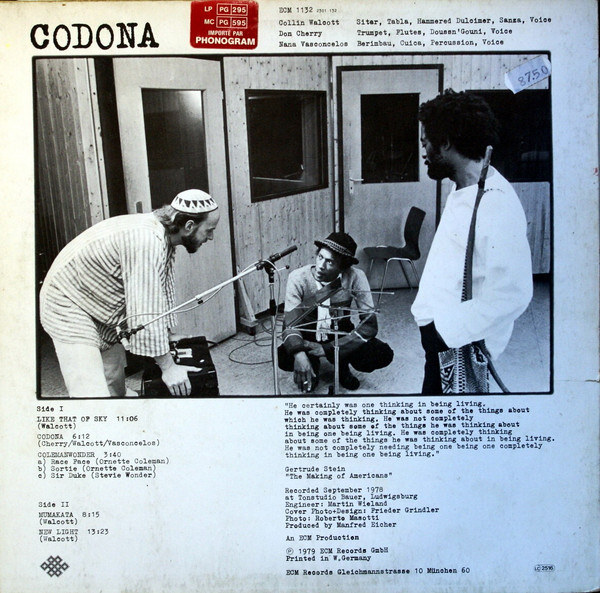 CODONA
LP PG 295
MC PG 595
IMPORTÉ PAR
PHONOGRAM
ECM 1132 2301 132
Collin Walcott Sitar, Tabla, Hammered Dulcimer, Sanza, Voice
Don Cherry Trumpet, Flutes, Doussn'Gouni, Voice
Nana Vasconcelos Berimbau, Cuica, Percussion, Voice
87.50
Side I
LIKE THAT OF SKY 11:06
(Walcott)
CODONA 6:12
(Cherry/Walcott/Vasconcelos)
COLEMANWONDER 3:40
a) Race Face (Ornette Coleman)
b) Sortie (Ornette Coleman)
c) Sir Duke (Stevie Wonder)
Side II
MUMAKATA 8:15
(Walcott)
NEW LIGHT 13:23
(Walcott)
"He certainly was one thinking in being living.
He was completely thinking about some of the things about
which he was thinking. He was not completely
thinking about some of the things he was thinking about
in being one being living. He was completely thinking
about some of the things he was thinking about in being living.
He was not completely needing being one being completely
thinking in being one being living."
Gertrude Stein
"The Making of Americans"
Recorded September 1978
at Tonstudio Bauer, Ludwigsburg
Engineer: Martin Wieland
Cover Photo+Design: Frieder Grindler
Photo: Roberto Masotti
Produced by Manfred Eicher
An ECM Production
℗ 1979 ECM Records GmbH
Printed in W.Germany
ECM Records Gleichmannstrasse 10 München 60
LC 2516